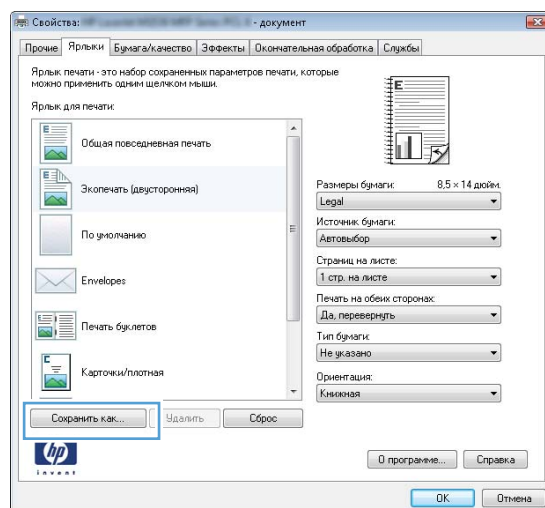 Свойства: - документ
Прочие Ярлыки Бумага/качество Эффекты Окончательная обработка Службы
Ярлык печати - это набор сохраненных параметров печати, которые
можно применить одним щелчком мыши.
Ярлык для печати:
Общая повседневная печать
Экопечать (двусторонняя)
По умолчанию
Envelopes
Печать буклетов
Карточки/плотная
Сохранить как... Удалить Сброс
E
Размеры бумаги: 8,5 × 14 дюйм.
Legal
Источник бумаги:
Автовыбор
Страниц на листе:
1 стр. на листе
Печать на обеих сторонах:
Да, перевернуть
Тип бумаги:
Не указано
Ориентация:
Книжная
hp
invent
О программе... Справка
OK Отмена